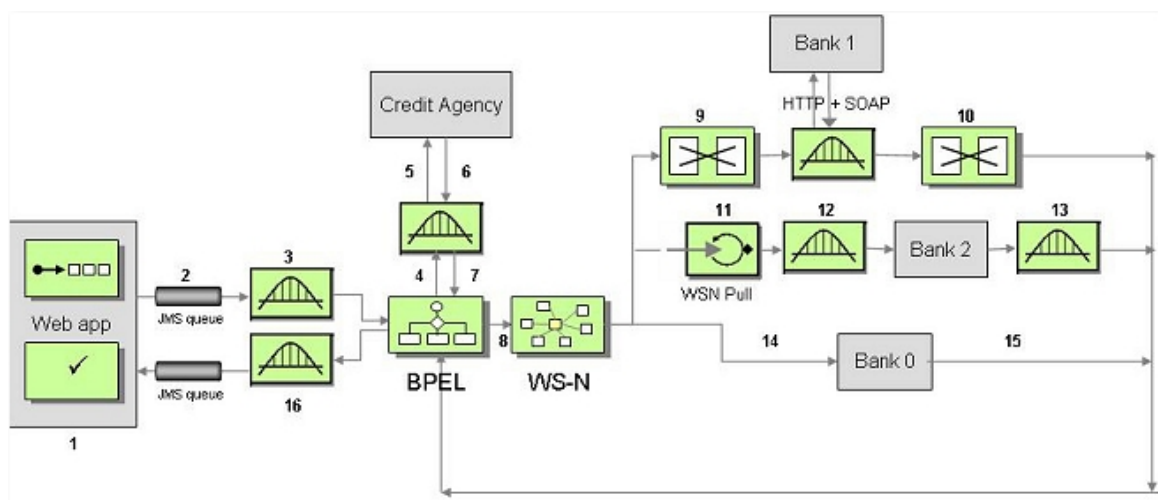 Bank 1
HTTP + SOAP
Credit Agency
9
10
5
6
11
12
13
2
3
4
7
WSN Pull
Bank 2
JMS queue
Web app
8
14
15
BPEL
WS-N
Bank 0
JMS queue
16
1